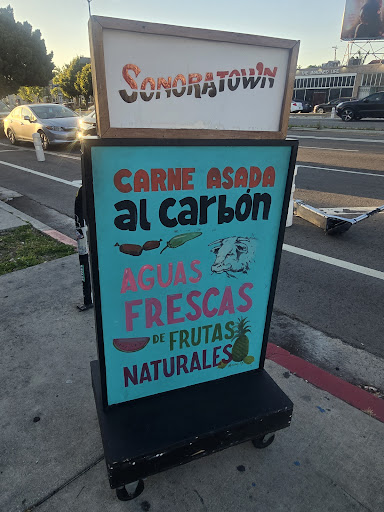 SONORATOWN
CARNE ASADA
al carbón
AGUAS
FRESCAS
DE FRUTAS
NATURALES